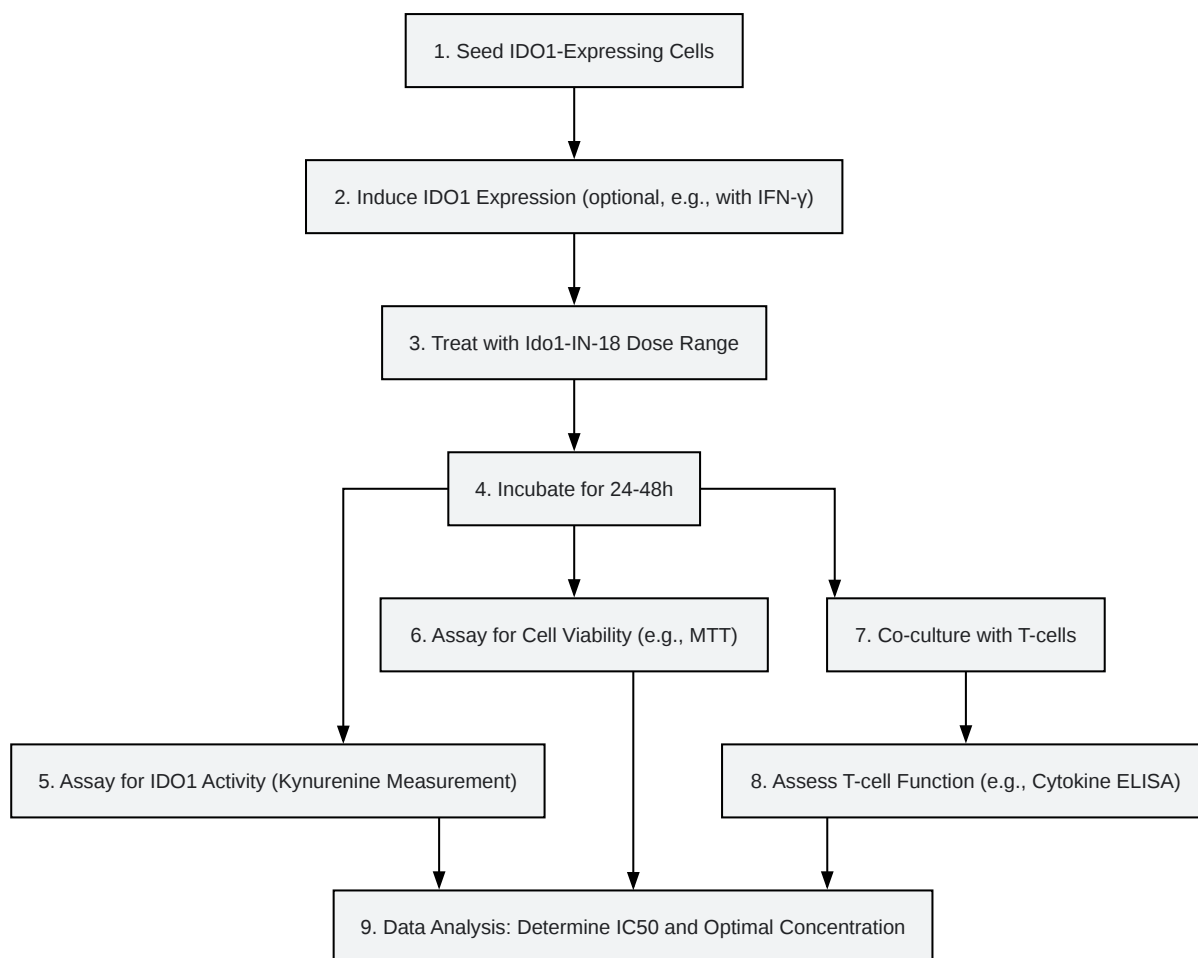 1. Seed IDO1-Expressing Cells
2. Induce IDO1 Expression (optional, e.g., with IFN-γ)
3. Treat with Ido1-IN-18 Dose Range
4. Incubate for 24-48h
6. Assay for Cell Viability (e.g., MTT)
7. Co-culture with T-cells
5. Assay for IDO1 Activity (Kynurenine Measurement)
8. Assess T-cell Function (e.g., Cytokine ELISA)
9. Data Analysis: Determine IC50 and Optimal Concentration